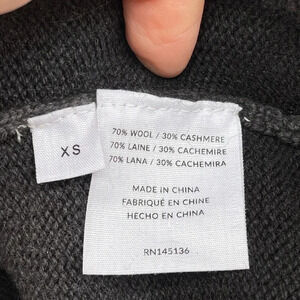 XS
70% WOOL / 30% CASHMERE
70% LAINE / 30% CACHEMIRE
70% LANA / 30% CACHEMIRA
MADE IN CHINA
FABRIQUÉ EN CHINE
HECHO EN CHINA
RN145136